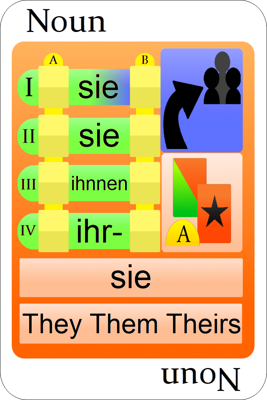 Noun
A B
I sie
II sie
III ihnnen
IV ihr-
A
sie
They Them Theirs
Noun